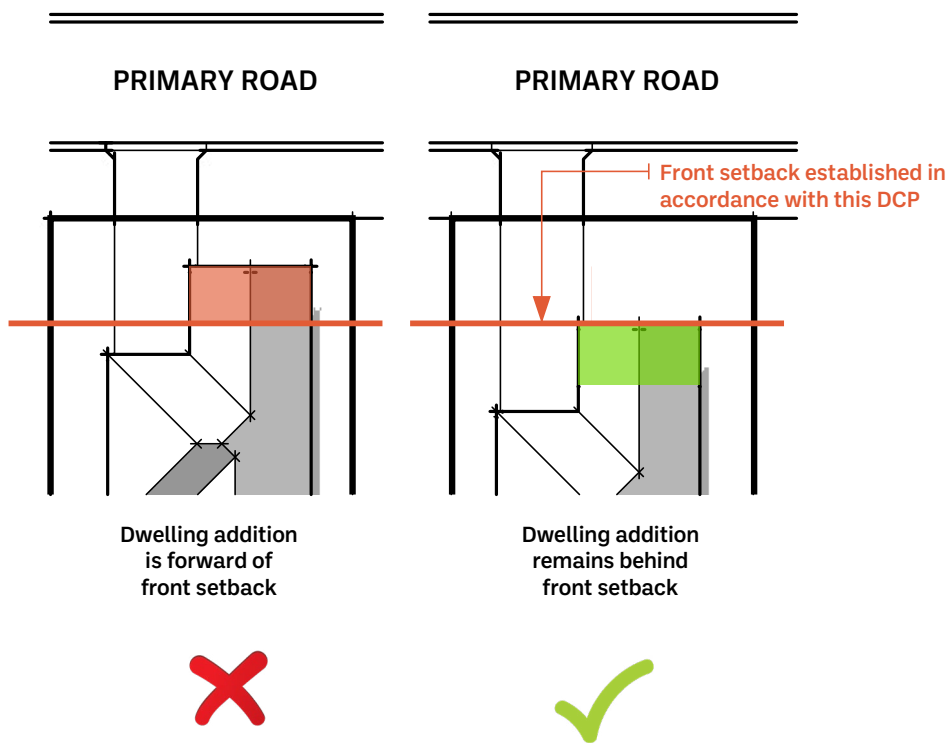 PRIMARY ROAD
PRIMARY ROAD
Front setback established in
accordance with this DCP
Dwelling addition
is forward of
front setback
Dwelling addition
remains behind
front setback